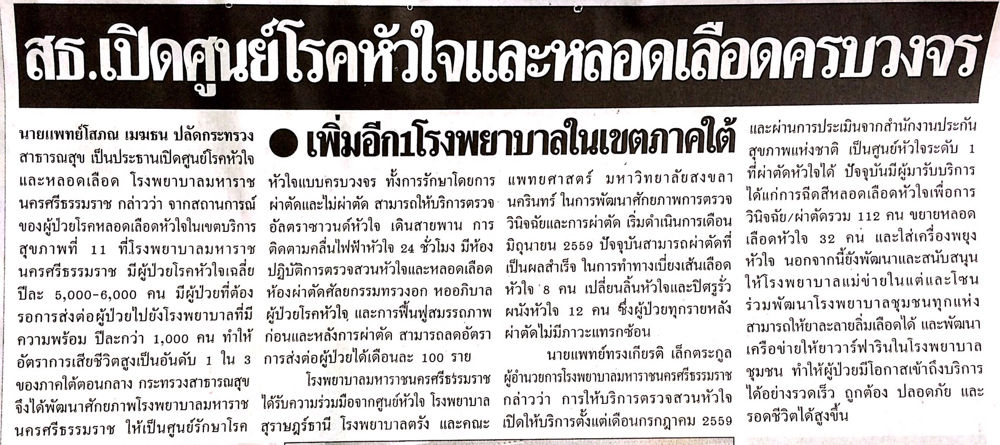 สธ.เปิดศูนย์โรคหัวใจและหลอดเลือดครบวงจร
● เพิ่มอีก1โรงพยาบาลในเขตภาคใต้
นายแพทย์โสภณ เมฆธน ปลัดกระทรวง
สาธารณสุข เป็นประธานเปิดศูนย์โรคหัวใจ
และหลอดเลือด โรงพยาบาลมหาราช
นครศรีธรรมราช กล่าวว่า จากสถานการณ์
ของผู้ป่วยโรคหลอดเลือดหัวใจในเขตบริการ
สุขภาพที่ 11 ที่โรงพยาบาลมหาราช
นครศรีธรรมราช มีผู้ป่วยโรคหัวใจเฉลี่ย
ปีละ 5,000-6,000 คน มีผู้ป่วยที่ต้อง
รอการส่งต่อผู้ป่วยไปยังโรงพยาบาลที่มี
ความพร้อม ปีละกว่า 1,000 คน ทำให้
อัตราการเสียชีวิตสูงเป็นอันดับ 1 ใน 3
ของภาคใต้ตอนกลาง กระทรวงสาธารณสุข
จึงได้พัฒนาศักยภาพโรงพยาบาลมหาราช
นครศรีธรรมราช ให้เป็นศูนย์รักษาโรค
หัวใจแบบครบวงจร ทั้งการรักษาโดยการ
ผ่าตัดและไม่ผ่าตัด สามารถให้บริการตรวจ
อัลตราซาวนด์หัวใจ เดินสายพาน การ
ติดตามคลื่นไฟฟ้าหัวใจ 24 ชั่วโมง มีห้อง
ปฏิบัติการตรวจสวนหัวใจและหลอดเลือด
ห้องผ่าตัดศัลยกรรมทรวงอก หออภิบาล
ผู้ป่วยโรคหัวใจ และการฟื้นฟูสมรรถภาพ
ก่อนและหลังการผ่าตัด สามารถลดอัตรา
การส่งต่อผู้ป่วยได้เดือนละ 100 ราย
โรงพยาบาลมหาราชนครศรีธรรมราช
ได้รับความร่วมมือจากศูนย์หัวใจ โรงพยาบาล
สุราษฎร์ธานี โรงพยาบาลตรัง และคณะ
แพทยศาสตร์ มหาวิทยาลัยสงขลา
นครินทร์ ในการพัฒนาศักยภาพการตรวจ
วินิจฉัยและการผ่าตัด เริ่มดำเนินการเดือน
มิถุนายน 2559 ปัจจุบันสามารถผ่าตัดที่
เป็นผลสำเร็จ ในการทำทางเบี่ยงเส้นเลือด
หัวใจ 8 คน เปลี่ยนลิ้นหัวใจและปิดรูรั่ว
ผนังหัวใจ 12 คน ซึ่งผู้ป่วยทุกรายหลัง
ผ่าตัดไม่มีภาวะแทรกซ้อน
นายแพทย์ทรงเกียรติ เล็กตระกูล
ผู้อำนวยการโรงพยาบาลมหาราชนครศรีธรรมราช
กล่าวว่า การให้บริการตรวจสวนหัวใจ
เปิดให้บริการตั้งแต่เดือนกรกฎาคม 2559
และผ่านการประเมินจากสำนักงานประกัน
สุขภาพแห่งชาติ เป็นศูนย์หัวใจระดับ 1
ที่ผ่าตัดหัวใจได้ ปัจจุบันมีผู้มารับบริการ
ได้แก่การฉีดสีหลอดเลือดหัวใจเพื่อการ
วินิจฉัย/ผ่าตัดรวม 112 คน ขยายหลอด
เลือดหัวใจ 32 คน และใส่เครื่องพยุง
หัวใจ นอกจากนี้ยังพัฒนาและสนับสนุน
ให้โรงพยาบาลแม่ข่ายในแต่และโซน
ร่วมพัฒนาโรงพยาบาลชุมชนทุกแห่ง
สามารถให้ยาละลายลิ่มเลือดได้ และพัฒนา
เครือข่ายให้ยาวาร์ฟารินในโรงพยาบาล
ชุมชน ทำให้ผู้ป่วยมีโอกาสเข้าถึงบริการ
ได้อย่างรวดเร็ว ถูกต้อง ปลอดภัย และ
รอดชีวิตได้สูงขึ้น